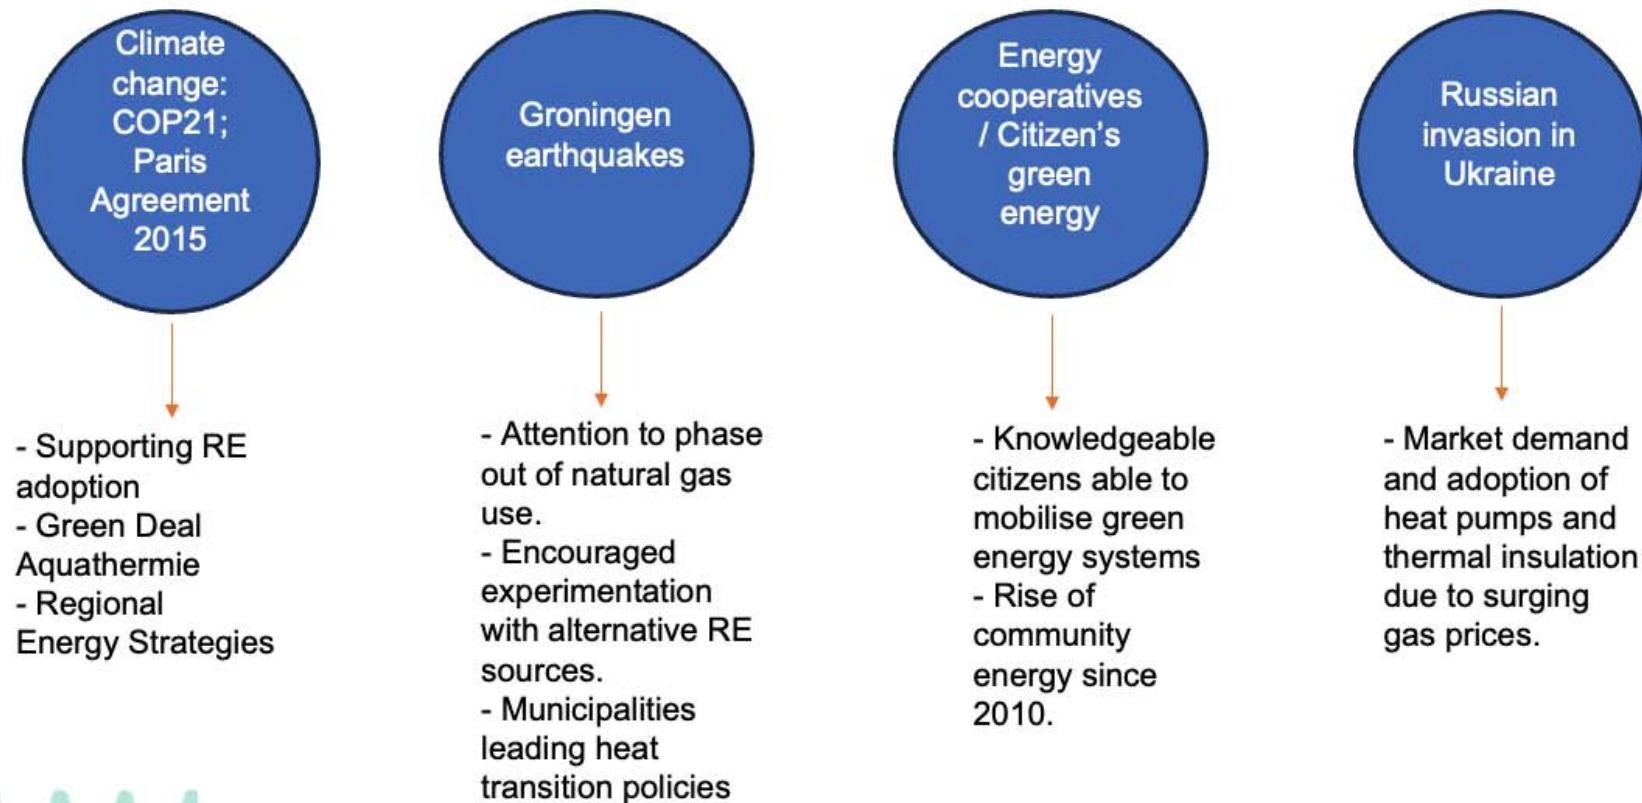 Climate
change:
COP21;
Paris
Agreement
2015
- Supporting RE
adoption
- Green Deal
Aquathermie
- Regional
Energy Strategies
Groningen
earthquakes
- Attention to phase
out of natural gas
use.
- Encouraged
experimentation
with alternative RE
sources.
- Municipalities
leading heat
transition policies
Energy
cooperatives
/ Citizen's
green
energy
- Knowledgeable
citizens able to
mobilise green
energy systems
- Rise of
community
energy since
2010.
Russian
invasion in
Ukraine
- Market demand
and adoption of
heat pumps and
thermal insulation
due to surging
gas prices.